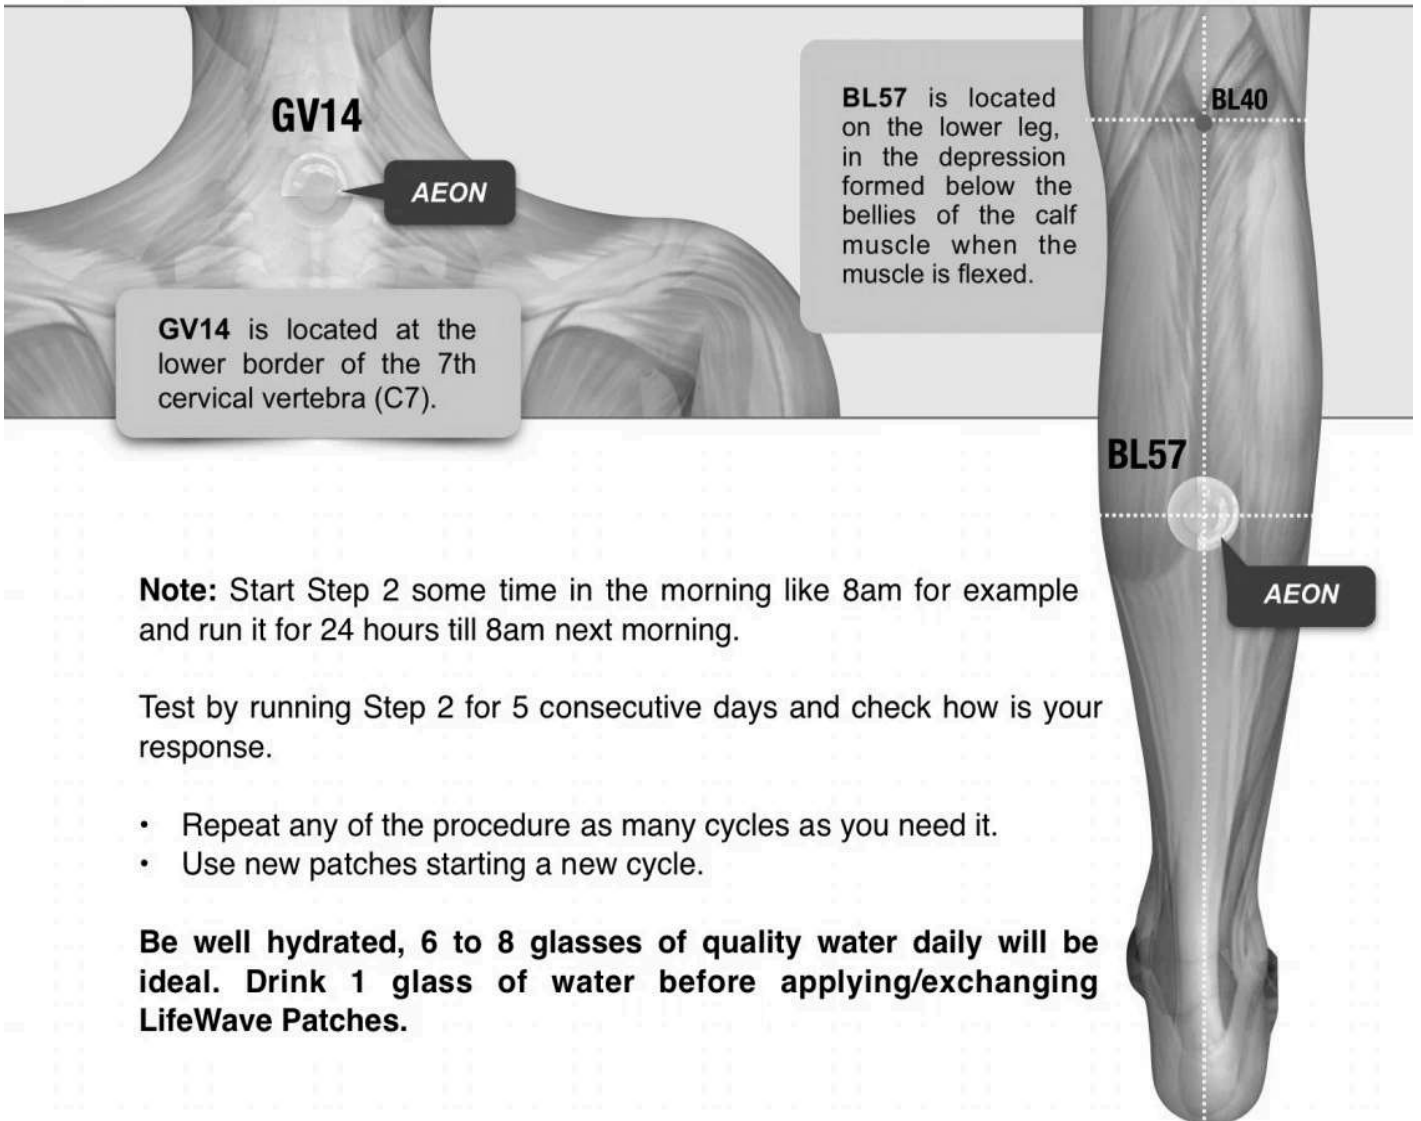 GV14
AEON
GV14 is located at the
lower border of the 7th
cervical vertebra (C7).
BL57 is located
on the lower leg,
in the depression
formed below the
bellies of the calf
muscle when the
muscle is flexed.
BL40
BL57
AEON
Note: Start Step 2 some time in the morning like 8am for example
and run it for 24 hours till 8am next morning.
Test by running Step 2 for 5 consecutive days and check how is your
response.
• Repeat any of the procedure as many cycles as you need it.
• Use new patches starting a new cycle.
Be well hydrated, 6 to 8 glasses of quality water daily will be
ideal. Drink 1 glass of water before applying/exchanging
LifeWave Patches.